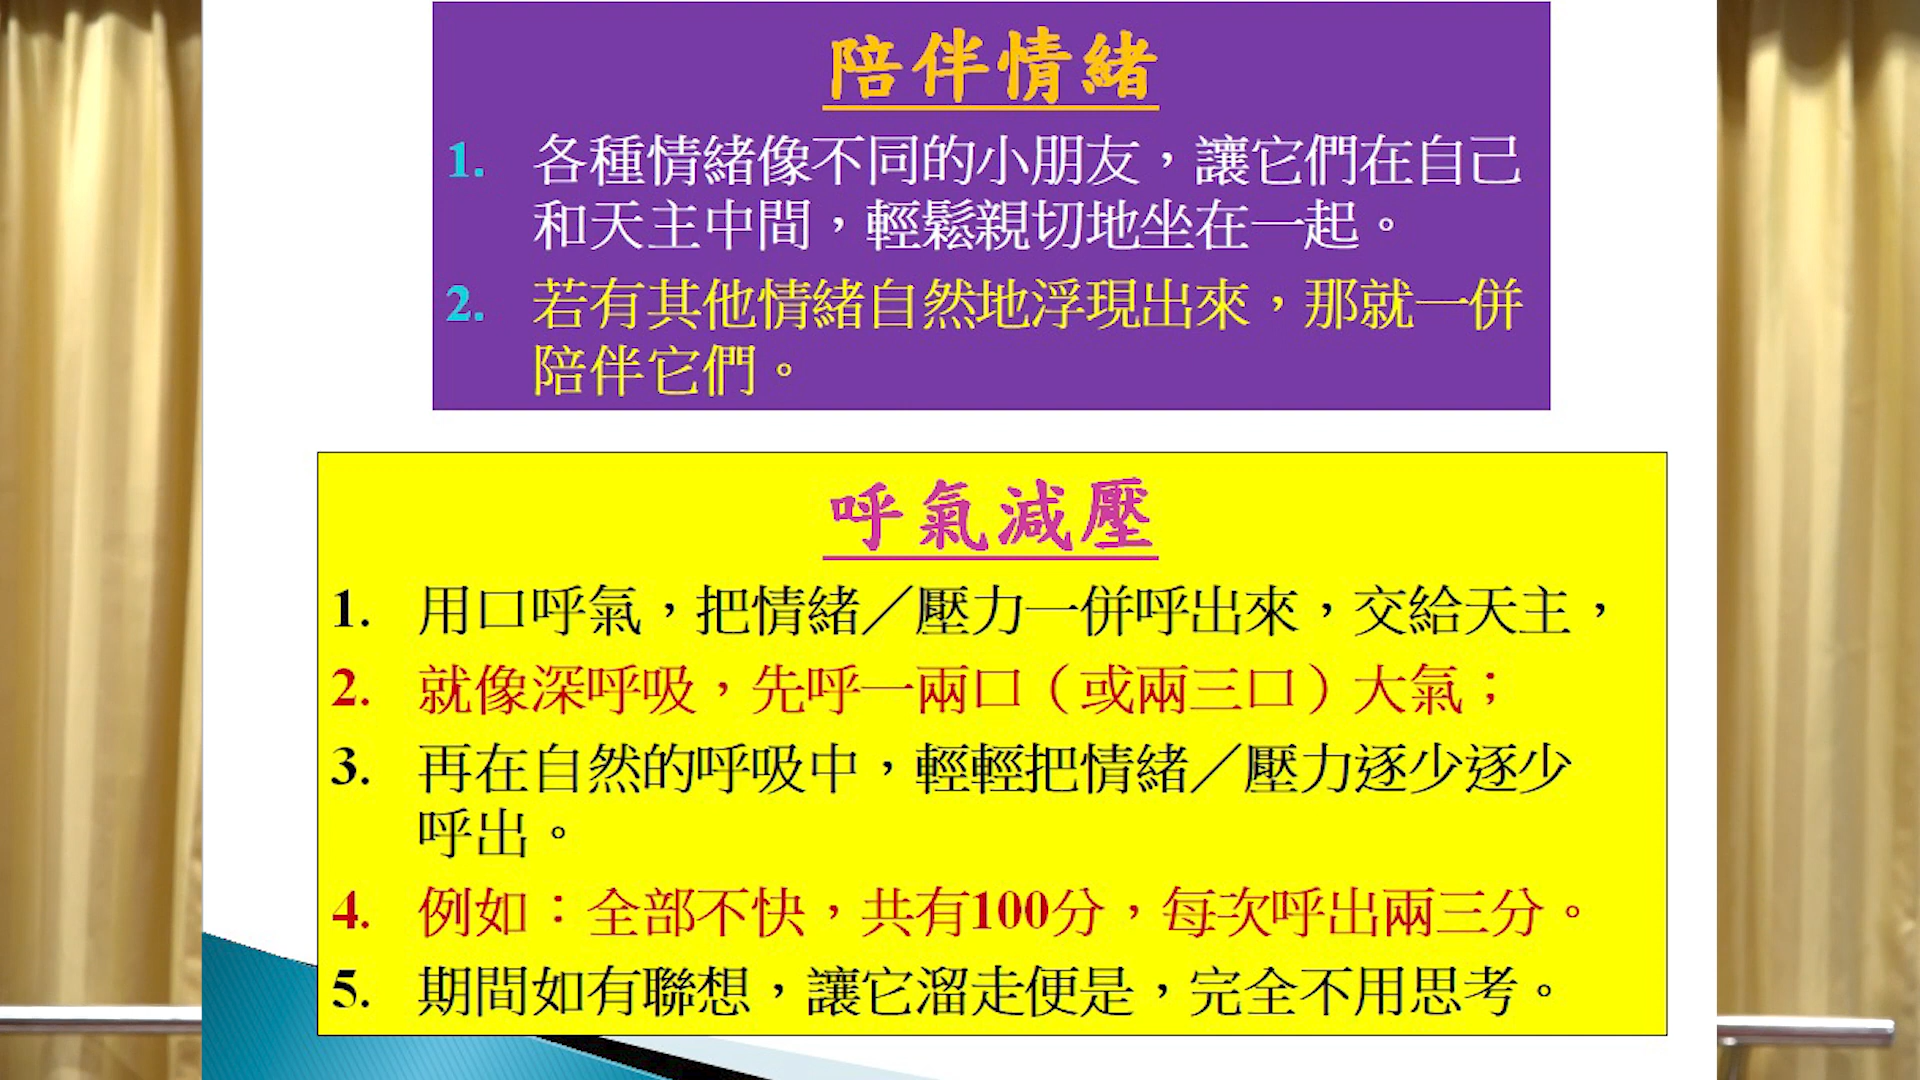 陪伴情緒
1. 各種情緒像不同的小朋友，讓它們在自己
和天主中間，輕鬆親切地坐在一起。
2. 若有其他情緒自然地浮現出來，那就一併
陪伴它們。
呼氣減壓
1. 用口呼氣，把情緒／壓力一併呼出來，交給天主，
2. 就像深呼吸，先呼一兩口（或兩三口）大氣；
3. 再在自然的呼吸中，輕輕把情緒／壓力逐少逐少
呼出。
4. 例如：全部不快，共有100分，每次呼出兩三分。
5. 期間如有聯想，讓它溜走便是，完全不用思考。